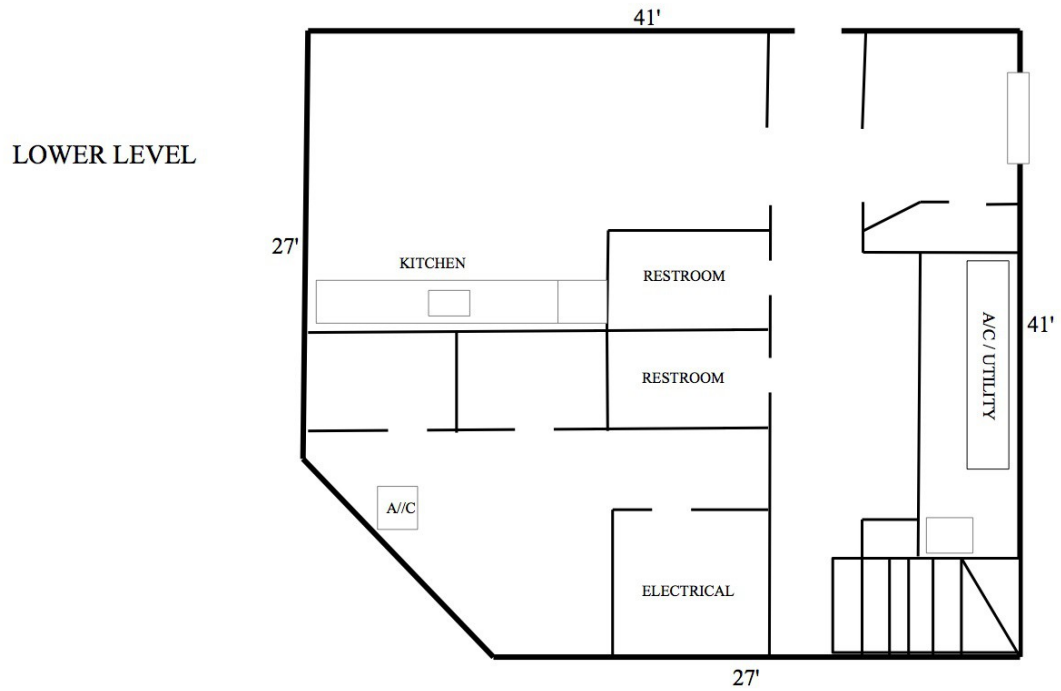 41'
LOWER LEVEL
27'
KITCHEN
RESTROOM
A/C / UTILITY
41'
RESTROOM
A//C
ELECTRICAL
27'